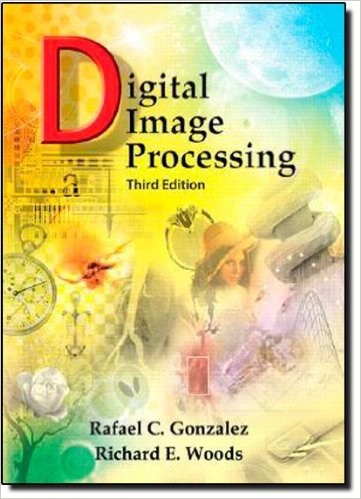 Digital
Image
Processing
Third Edition
Rafael C. Gonzalez
Richard E. Woods